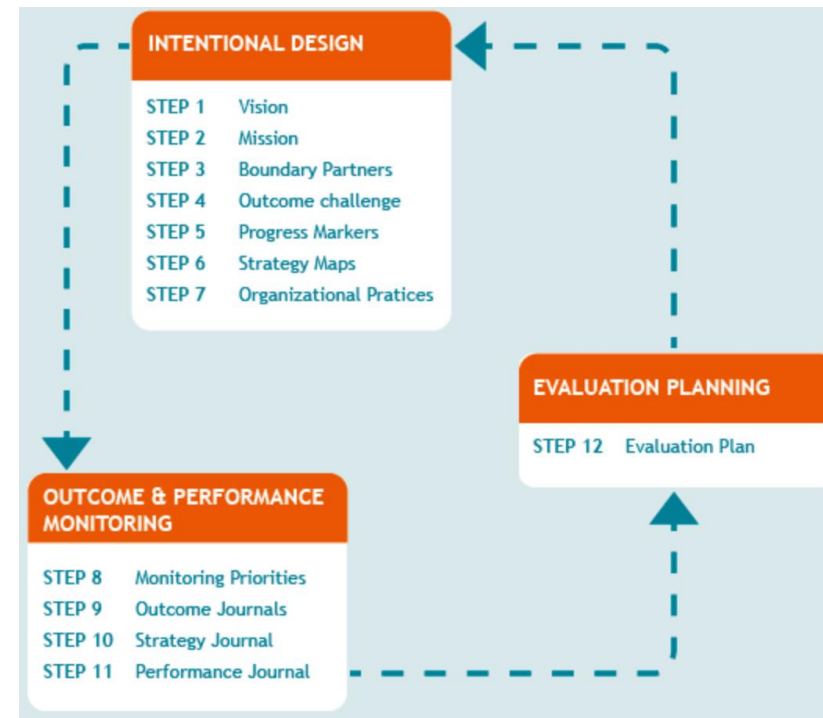 INTENTIONAL DESIGN
STEP 1 Vision
STEP 2 Mission
STEP 3 Boundary Partners
STEP 4 Outcome challenge
STEP 5 Progress Markers
STEP 6 Strategy Maps
STEP 7 Organizational Pratices
EVALUATION PLANNING
STEP 12 Evaluation Plan
OUTCOME & PERFORMANCE
MONITORING
STEP 8 Monitoring Priorities
STEP 9 Outcome Journals
STEP 10 Strategy Journal
STEP 11 Performance Journal